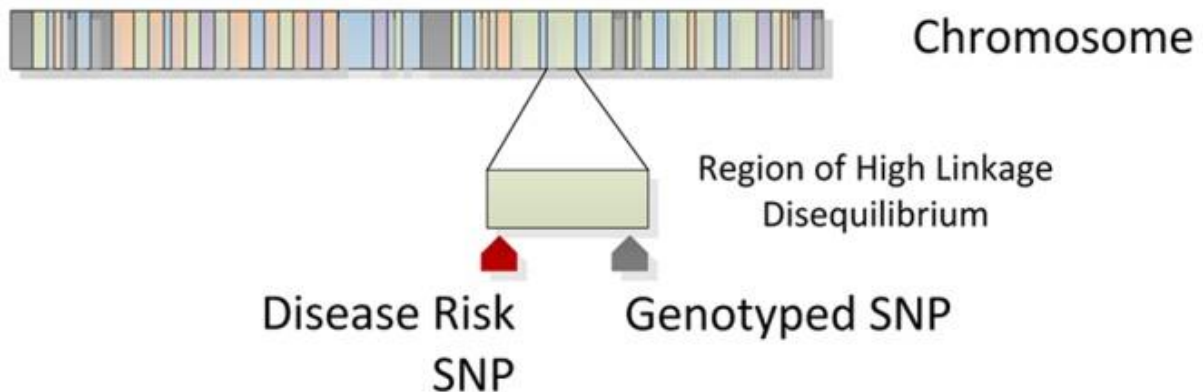 Chromosome
Region of High Linkage
Disequilibrium
Disease Risk
SNP
Genotyped SNP